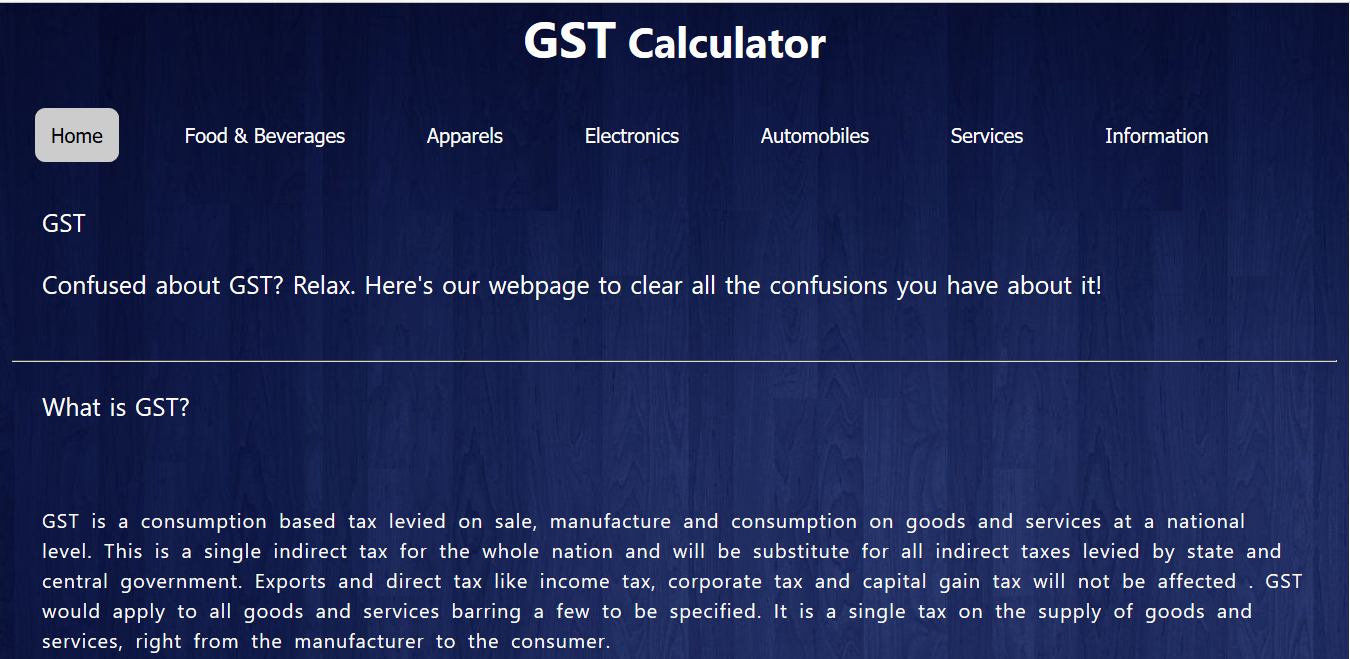 GST Calculator
Home Food & Beverages Apparels Electronics Automobiles Services Information
GST
Confused about GST? Relax. Here's our webpage to clear all the confusions you have about it!
What is GST?
GST is a consumption based tax levied on sale, manufacture and consumption on goods and services at a national
level. This is a single indirect tax for the whole nation and will be substitute for all indirect taxes levied by state and
central government. Exports and direct tax like income tax, corporate tax and capital gain tax will not be affected . GST
would apply to all goods and services barring a few to be specified. It is a single tax on the supply of goods and
services, right from the manufacturer to the consumer.